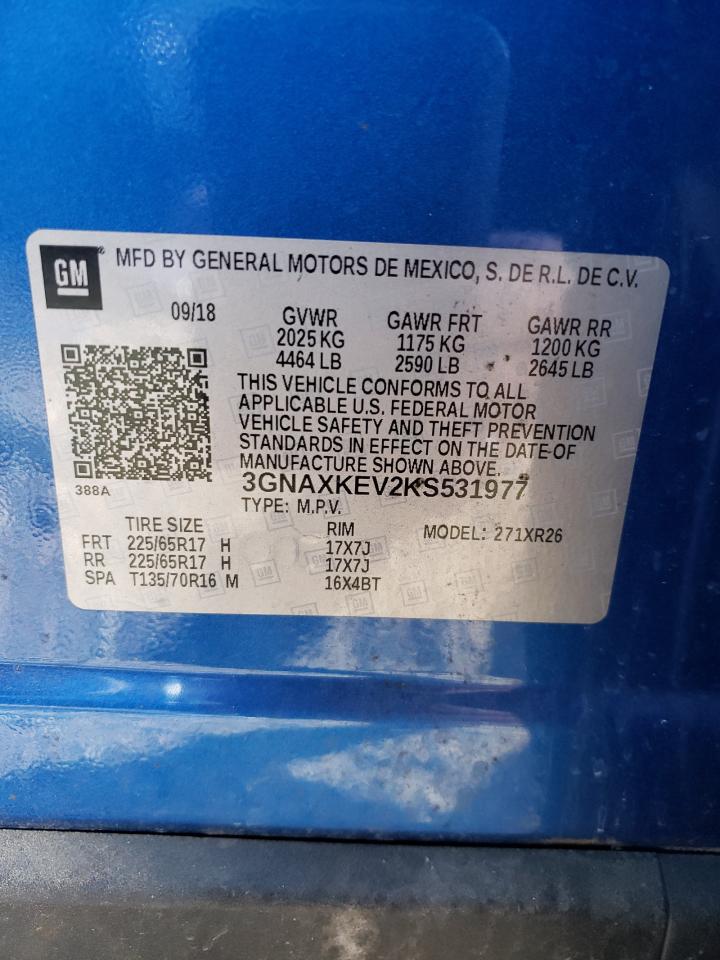 GM
MFD BY GENERAL MOTORS DE MEXICO, S. DE R.L. DE C.V.
09/18 GVWR GAWR FRT GAWR RR
2025 KG 1175 KG 1200 KG
4464 LB 2590 LB 2645 LB
THIS VEHICLE CONFORMS TO ALL
APPLICABLE U.S. FEDERAL MOTOR
VEHICLE SAFETY AND THEFT PREVENTION
STANDARDS IN EFFECT ON THE DATE OF
MANUFACTURE SHOWN ABOVE.
388A
3GNAXKEV2KS531977
TYPE: M.P.V.
TIRE SIZE RIM MODEL: 271XR26
FRT 225/65R17 H 17X7J
RR 225/65R17 H 17X7J
SPA T135/70R16 M 16X4BT